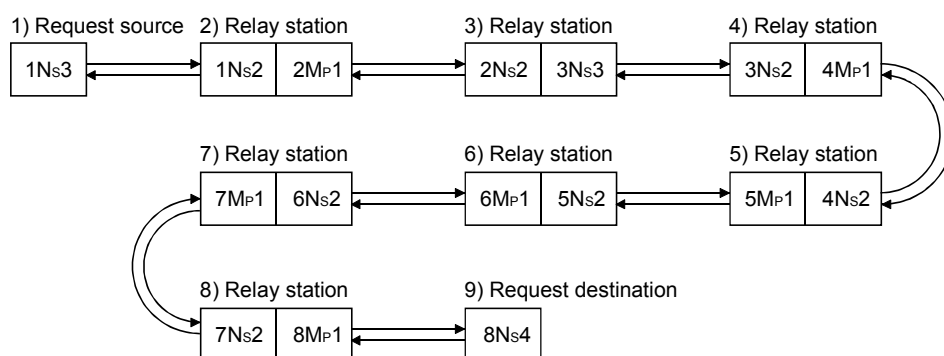 1) Request source 2) Relay station 3) Relay station 4) Relay station
1Ns3 1Ns2 2MP1 2Ns2 3Ns3 3Ns2 4MP1
7) Relay station 6) Relay station 5) Relay station
7MP1 6Ns2 6MP1 5Ns2 5MP1 4Ns2
8) Relay station 9) Request destination
7Ns2 8MP1 8Ns4